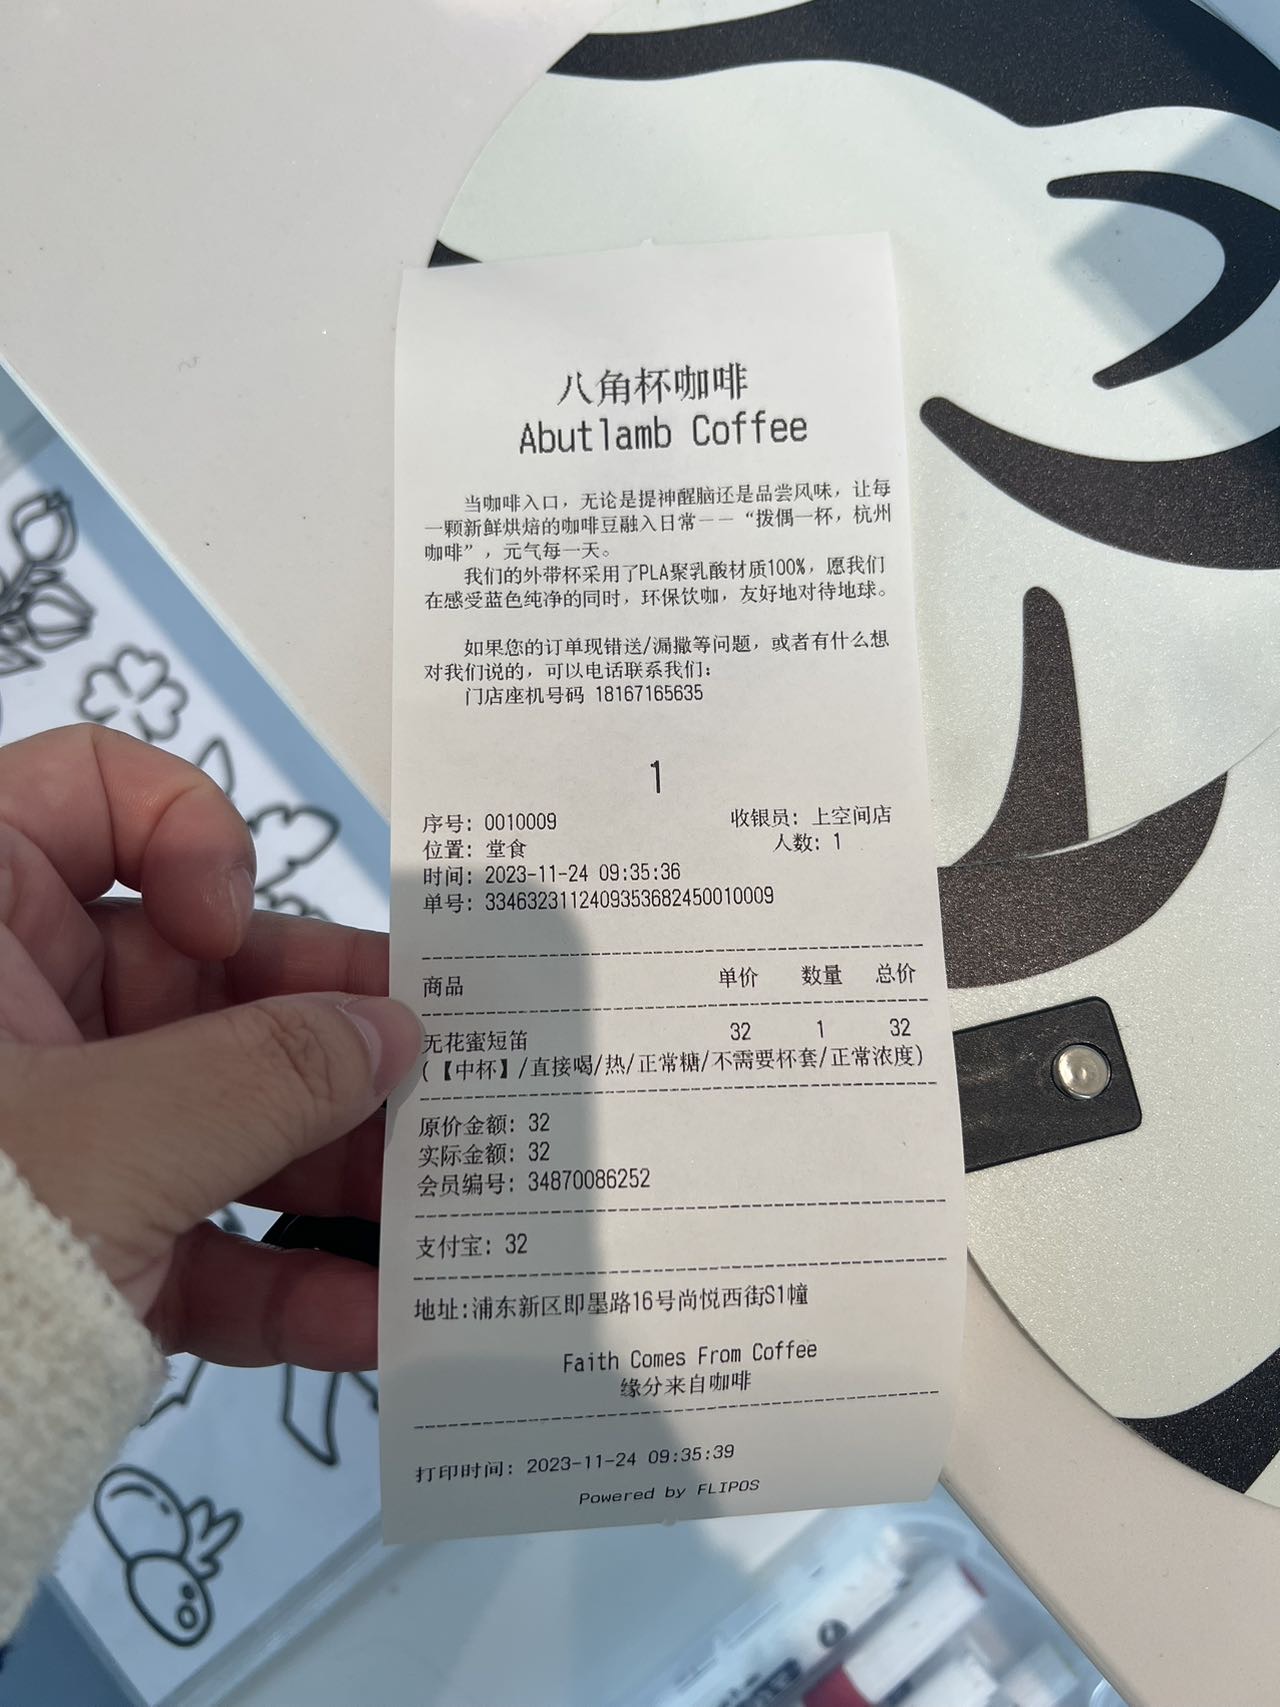 八角杯咖啡
Abutlamb Coffee
当咖啡入口，无论是提神醒脑还是品尝风味，让每
一颗新鲜烘焙的咖啡豆融入日常——“拨偶一杯，杭州
咖啡”，元气每一天。
我们的外带杯采用了PLA聚乳酸材质100%，愿我们
在感受蓝色纯净的同时，环保饮咖，友好地对待地球。
如果您的订单现错送/漏撒等问题，或者有什么想
对我们说的，可以电话联系我们：
门店座机号码 18167165635
1
序号: 0010009 收银员: 上空间店
位置: 堂食 人数: 1
时间: 2023-11-24 09:35:36
单号: 33463231124093536824500​10009
商品 单价 数量 总价
无花蜜短笛 32 1 32
(【中杯】/直接喝/热/正常糖/不需要杯套/正常浓度)
原价金额: 32
实际金额: 32
会员编号: 34870086252
支付宝: 32
地址:浦东新区即墨路16号尚悦西街S1幢
Faith Comes From Coffee
缘分来自咖啡
打印时间: 2023-11-24 09:35:39
Powered by FLIPOS